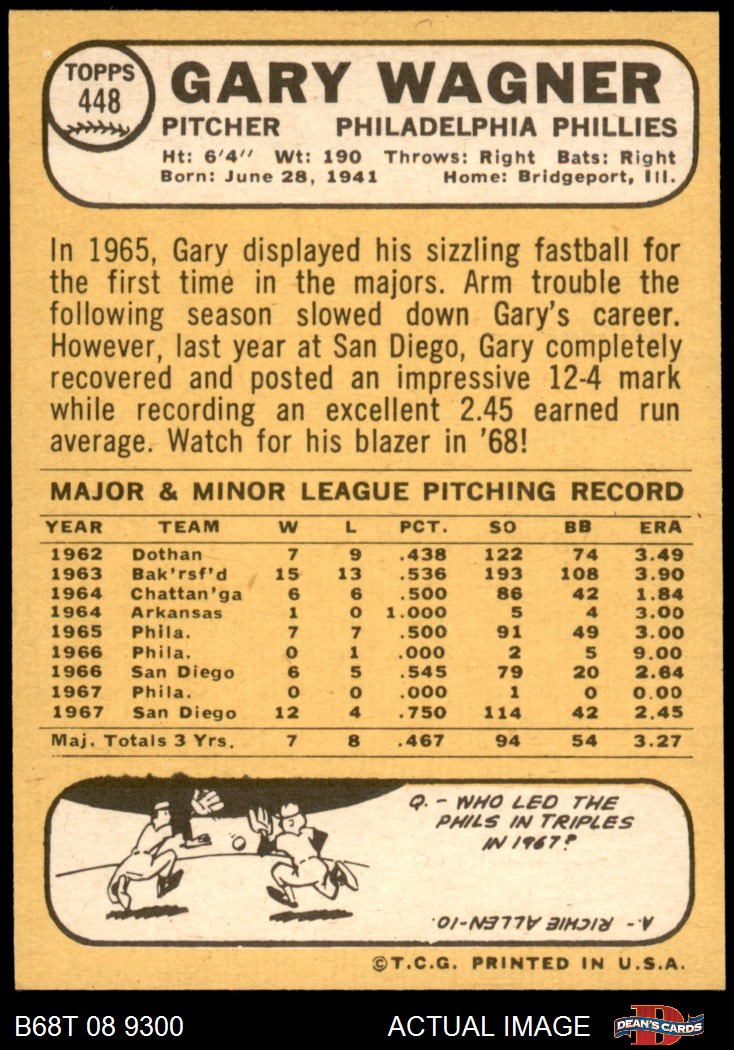 TOPPS
448
GARY WAGNER
PITCHER PHILADELPHIA PHILLIES
Ht: 6'4" Wt: 190 Throws: Right Bats: Right
Born: June 28, 1941 Home: Bridgeport, Ill.
In 1965, Gary displayed his sizzling fastball for
the first time in the majors. Arm trouble the
following season slowed down Gary's career.
However, last year at San Diego, Gary completely
recovered and posted an impressive 12-4 mark
while recording an excellent 2.45 earned run
average. Watch for his blazer in '68!
MAJOR & MINOR LEAGUE PITCHING RECORD
YEAR TEAM W L PCT. SO BB ERA
1962 Dothan 7 9 .438 122 74 3.49
1963 Bak'rsf'd 15 13 .536 193 108 3.90
1964 Chattan'ga 6 6 .500 86 42 1.84
1964 Arkansas 1 0 1.000 5 4 3.00
1965 Phila. 7 7 .500 91 49 3.00
1966 Phila. 0 1 .000 2 5 9.00
1966 San Diego 6 5 .545 79 20 2.64
1967 Phila. 0 0 .000 1 0 0.00
1967 San Diego 12 4 .750 114 42 2.45
Maj. Totals 3 Yrs. 7 8 .467 94 54 3.27
Q. - WHO LED THE
PHILS IN TRIPLES
IN 1967?
A. - RICHIE ALLEN-10.
©T.C.G. PRINTED IN U.S.A.
B68T 08 9300 ACTUAL IMAGE
D
DEAN'S CARDS